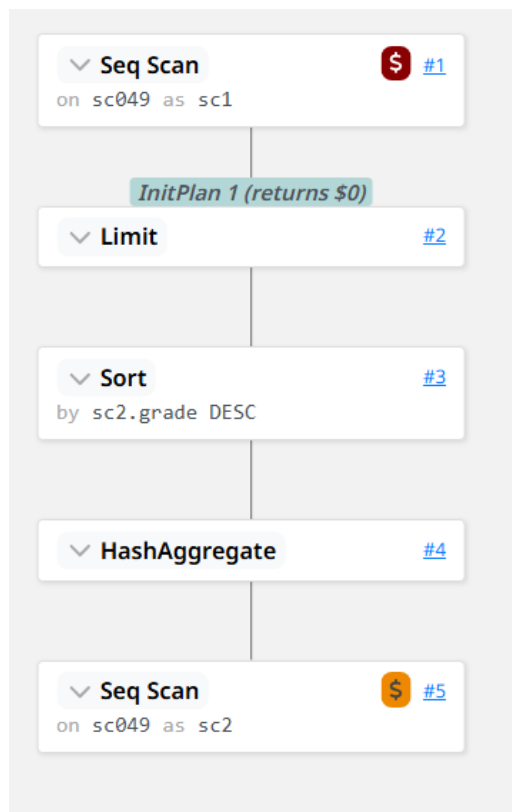 Seq Scan $ #1
on sc049 as sc1
InitPlan 1 (returns $0)
Limit #2
Sort #3
by sc2.grade DESC
HashAggregate #4
Seq Scan $ #5
on sc049 as sc2